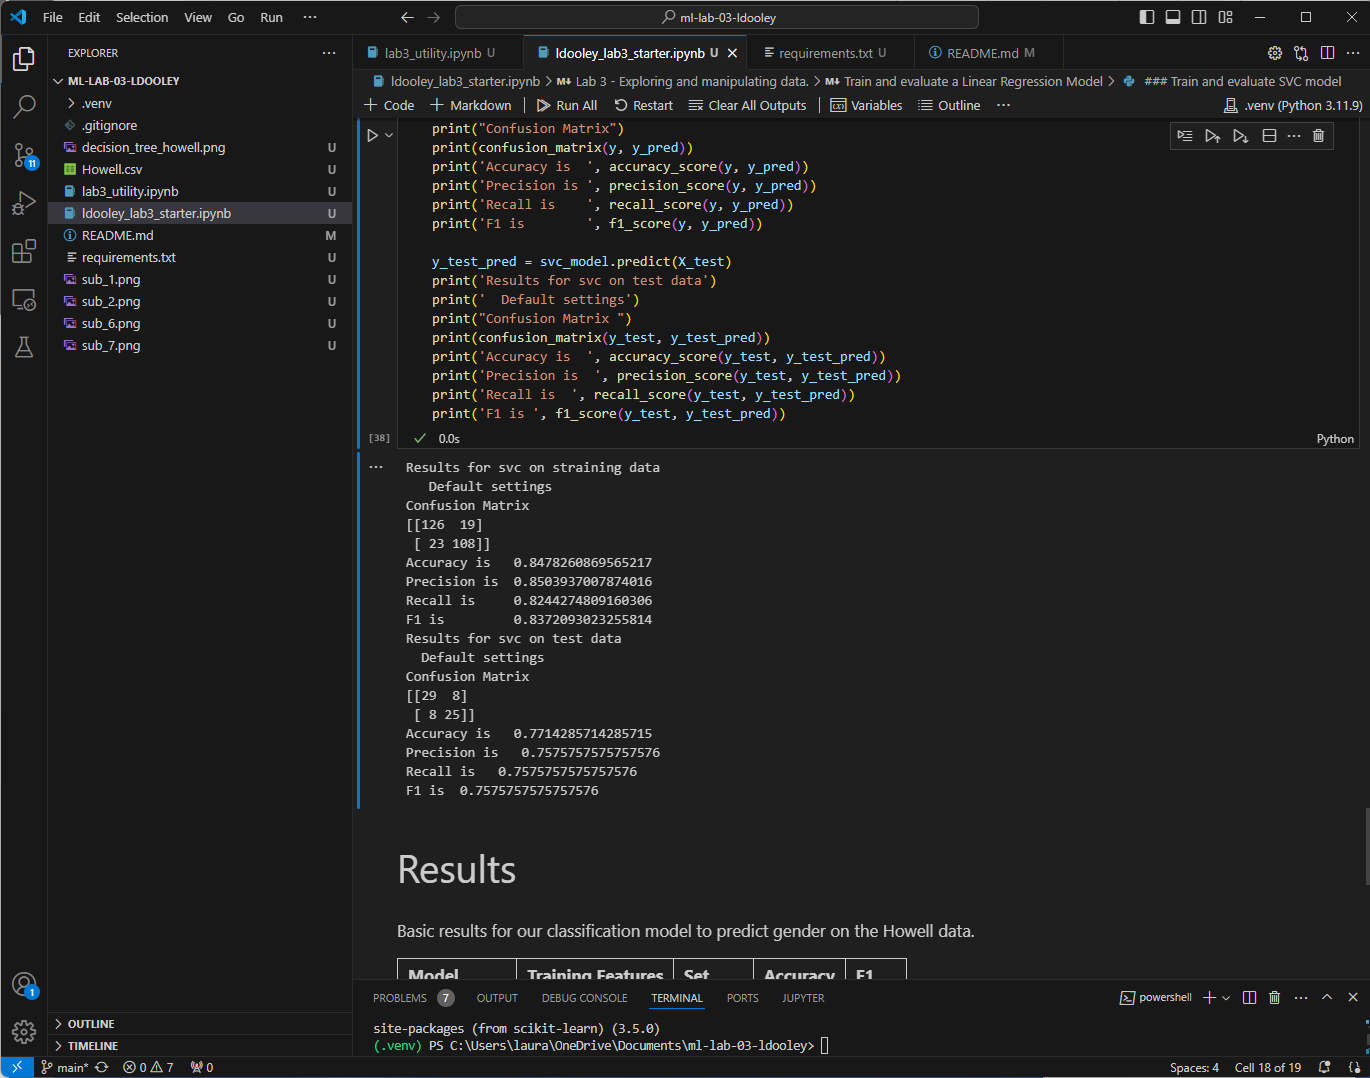 File Edit Selection View Go Run ··· ml-lab-03-ldooley
EXPLORER ···
ML-LAB-03-LDOOLEY
.venv
.gitignore
decision_tree_howell.png U
Howell.csv U
lab3_utility.ipynb U
ldooley_lab3_starter.ipynb U
README.md M
requirements.txt U
sub_1.png U
sub_2.png U
sub_6.png U
sub_7.png U
11
1
OUTLINE
TIMELINE
lab3_utility.ipynb U ldooley_lab3_starter.ipynb U requirements.txt U README.md M
ldooley_lab3_starter.ipynb > M↓ Lab 3 - Exploring and manipulating data. > M↓ Train and evaluate a Linear Regression Model > ### Train and evaluate SVC model
+ Code + Markdown Run All Restart Clear All Outputs Variables Outline ··· .venv (Python 3.11.9)
print("Confusion Matrix")
print(confusion_matrix(y, y_pred))
print('Accuracy is  ', accuracy_score(y, y_pred))
print('Precision is ', precision_score(y, y_pred))
print('Recall is    ', recall_score(y, y_pred))
print('F1 is        ', f1_score(y, y_pred))
y_test_pred = svc_model.predict(X_test)
print('Results for svc on test data')
print('  Default settings')
print("Confusion Matrix ")
print(confusion_matrix(y_test, y_test_pred))
print('Accuracy is  ', accuracy_score(y_test, y_test_pred))
print('Precision is  ', precision_score(y_test, y_test_pred))
print('Recall is  ', recall_score(y_test, y_test_pred))
print('F1 is ', f1_score(y_test, y_test_pred))
[38] 0.0s Python
Results for svc on straining data
   Default settings
Confusion Matrix
[[126  19]
 [ 23 108]]
Accuracy is   0.8478260869565217
Precision is  0.8503937007874016
Recall is     0.8244274809160306
F1 is         0.8372093023255814
Results for svc on test data
  Default settings
Confusion Matrix
[[29  8]
 [ 8 25]]
Accuracy is   0.7714285714285715
Precision is   0.7575757575757576
Recall is   0.7575757575757576
F1 is  0.7575757575757576
Results
Basic results for our classification model to predict gender on the Howell data.
Model Training Features Set Accuracy F1
PROBLEMS 7 OUTPUT DEBUG CONSOLE TERMINAL PORTS JUPYTER powershell
site-packages (from scikit-learn) (3.5.0)
(.venv) PS C:\Users\laura\OneDrive\Documents\ml-lab-03-ldooley>
main* 0 7 0 Spaces: 4 Cell 18 of 19